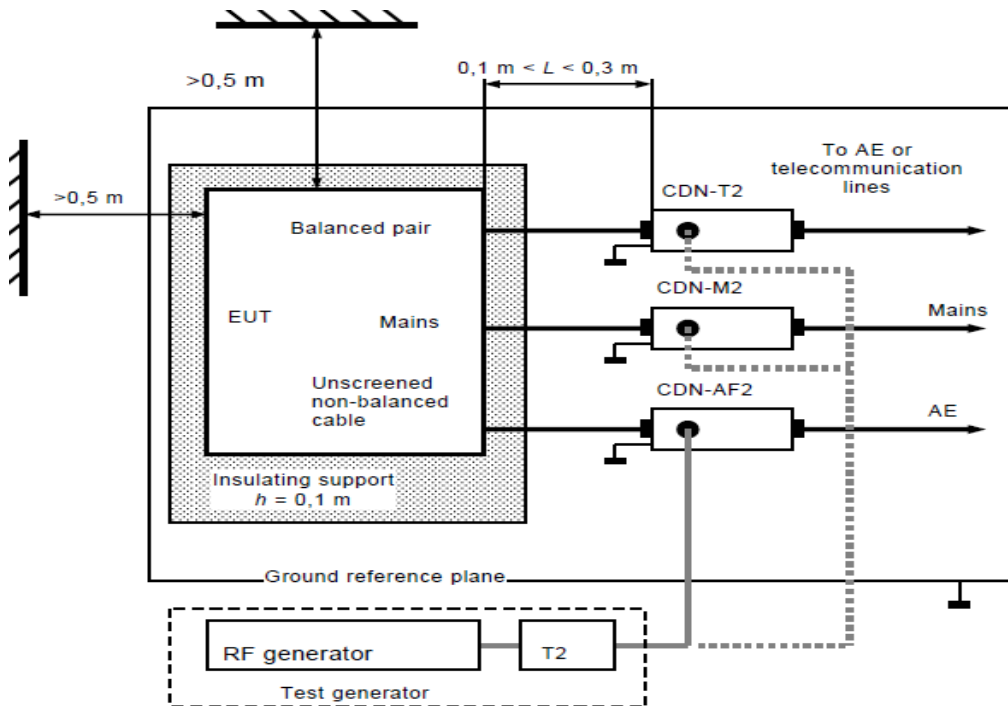 >0,5 m
0,1 m < L < 0,3 m
>0,5 m
To AE or
telecommunication
lines
CDN-T2
Balanced pair
CDN-M2
EUT
Mains
Mains
Unscreened
non-balanced
cable
CDN-AF2
AE
Insulating support
h = 0,1 m
Ground reference plane
RF generator
T2
Test generator